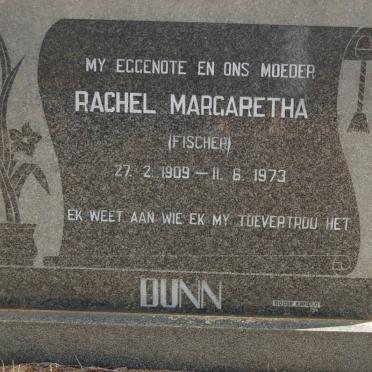 MY EGGENOTE EN ONS MOEDER
RACHEL MARGARETHA
(FISCHER)
27. 2. 1909 — 11. 6. 1973
EK WEET AAN WIE EK MY TOEVERTROU HET
DUNN